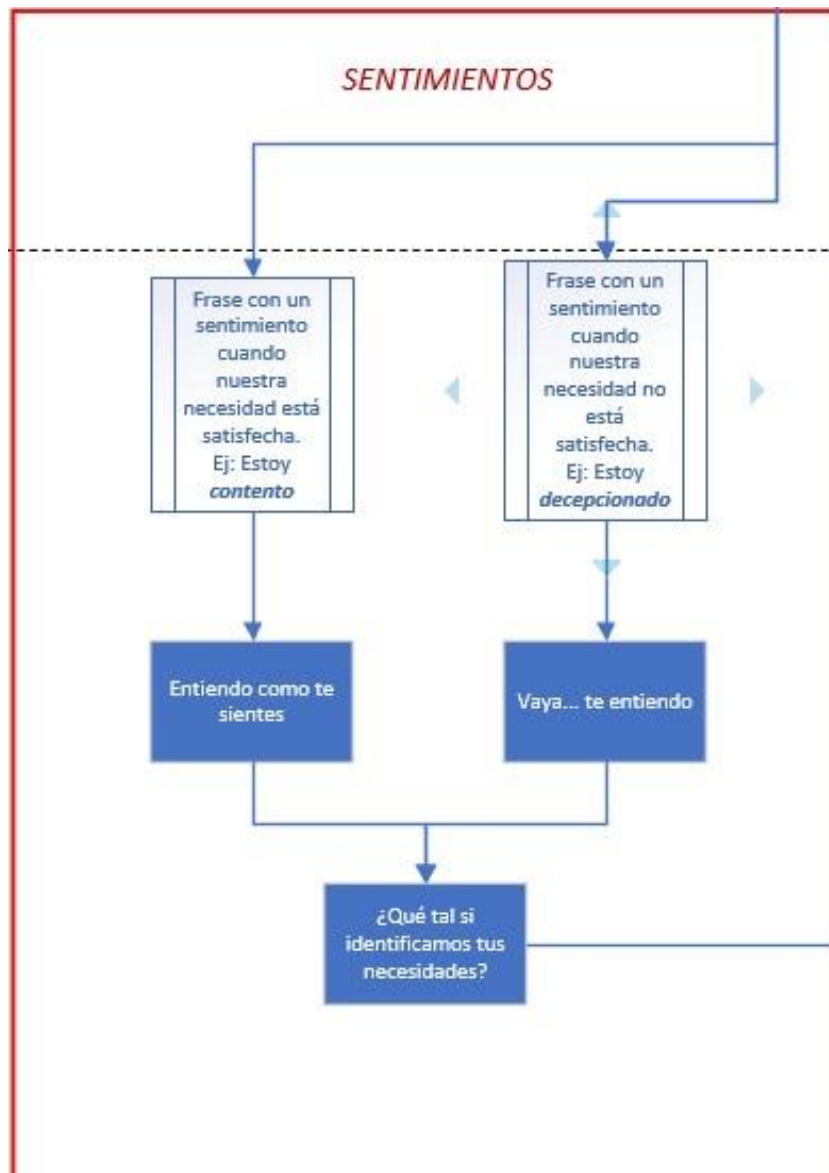 SENTIMIENTOS
Frase con un
sentimiento
cuando
nuestra
necesidad está
satisfecha.
Ej: Estoy
contento
Frase con un
sentimiento
cuando
nuestra
necesidad no
está
satisfecha.
Ej: Estoy
decepcionado
Entiendo como te
sientes
Vaya... te entiendo
¿Qué tal si
identificamos tus
necesidades?